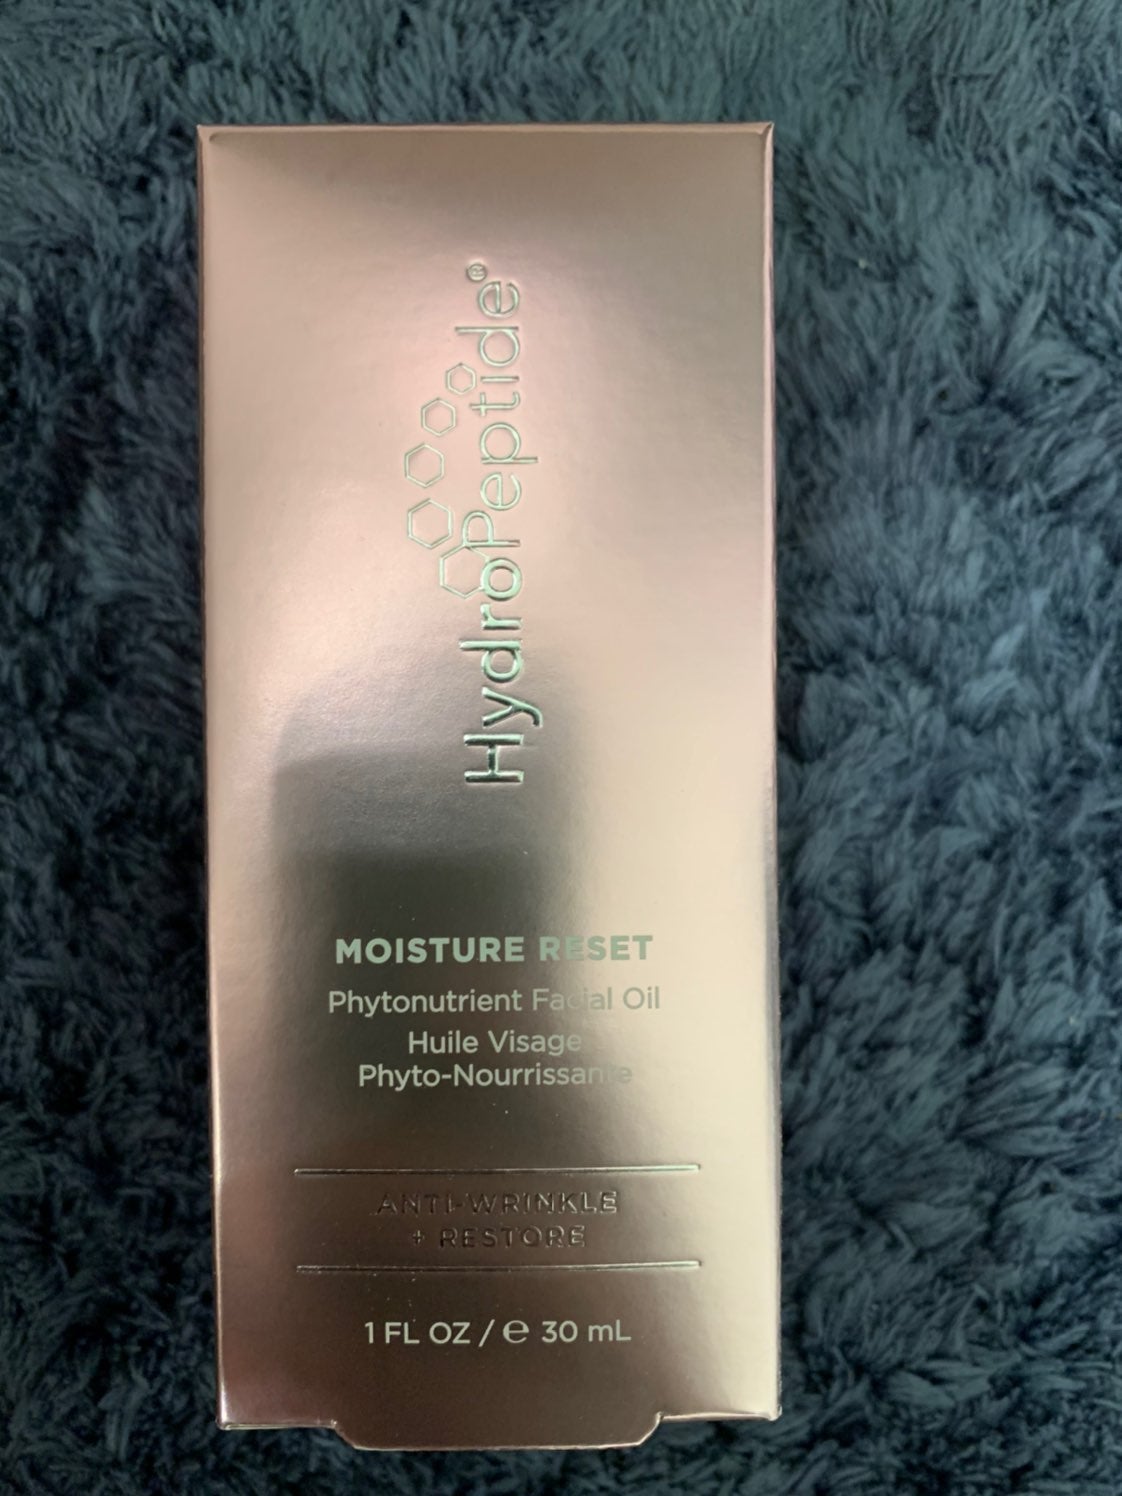 HydroPeptide®
MOISTURE RESET
Phytonutrient Facial Oil
Huile Visage
Phyto-Nourrissante
ANTI-WRINKLE
+ RESTORE
1 FL OZ / ℮ 30 mL